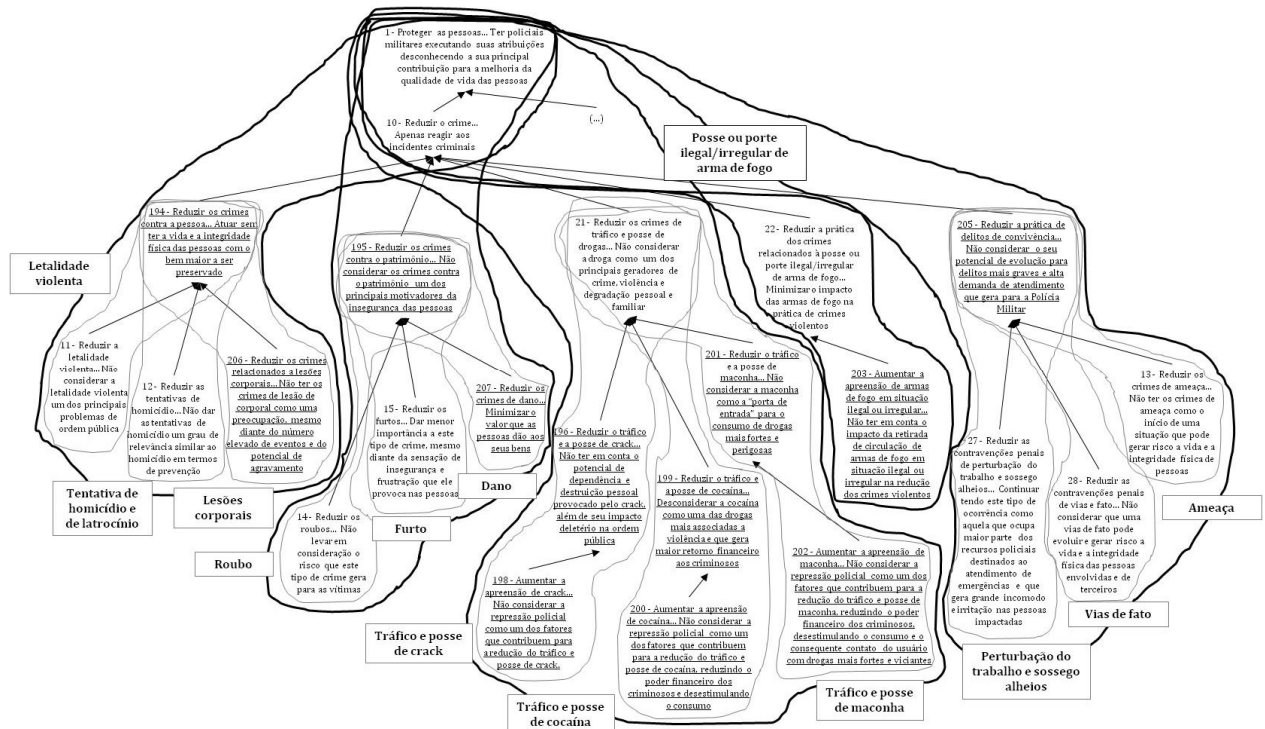 1- Proteger as pessoas... Ter policiais
militares executando suas atribuições
desconhecendo a sua principal
contribuição para a melhoria da
qualidade de vida das pessoas
10- Reduzir o crime...
Apenas reagir aos
incidentes criminais
(...)
Posse ou porte
ilegal/irregular de
arma de fogo
194 - Reduzir os crimes
contra a pessoa... Atuar sem
ter a vida e a integridade
física das pessoas com o
bem maior a ser
preservado
195 - Reduzir os crimes
contra o patrimônio... Não
considerar os crimes contra
o patrimônio um dos
principais motivadores da
insegurança das pessoas
21- Reduzir os crimes de
tráfico e posse de
drogas... Não considerar
a droga como um dos
principais geradores de
crime, violência e
degradação pessoal e
familiar
22 - Reduzir a prática
dos crimes
relacionados à posse ou
porte ilegal/irregular
de arma de fogo...
Minimizar o impacto
das armas de fogo na
prática de crimes
violentos
205 - Reduzir a prática de
delitos de convivência...
Não considerar o seu
potencial de evolução para
delitos mais graves e alta
demanda de atendimento
que gera para a Polícia
Militar
Letalidade
violenta
11 - Reduzir a
letalidade
violenta... Não
considerar a
letalidade violenta
um dos principais
problemas de
ordem pública
12 - Reduzir as
tentativas de
homicídio... Não dar
as tentativas de
homicídio um grau de
relevância similar ao
homicídio em termos
de prevenção
206 - Reduzir os crimes
relacionados a lesões
corporais... Não ter os
crimes de lesão de
corporal como uma
preocupação, mesmo
diante do número
elevado de eventos e do
potencial de
agravamento
15- Reduzir os
furtos... Dar menor
importância a este
tipo de crime, mesmo
diante da sensação de
insegurança e
frustração que ele
provoca nas pessoas
207 - Reduzir os
crimes de dano...
Minimizar o
valor que as
pessoas dão aos
seus bens
196 - Reduzir o tráfico
e a posse de crack...
Não ter em conta o
potencial de
dependência e
destruição pessoal
provocado pelo crack,
além de seu impacto
deletério na ordem
pública
201 - Reduzir o tráfico
e a posse de
maconha... Não
considerar a maconha
como a "porta de
entrada" para o
consumo de drogas
mais fortes e
perigosas
203 - Aumentar a
apreensão de armas
de fogo em situação
ilegal ou irregular...
Não ter em conta o
impacto da retirada
de circulação de
armas de fogo em
situação ilegal ou
irregular na redução
dos crimes violentos
13- Reduzir os
crimes de ameaça...
Não ter os crimes de
ameaça como o
início de uma
situação que pode
gerar risco a vida e a
integridade física de
pessoas
27 - Reduzir as
contravenções penais
de perturbação do
trabalho e sossego
alheios... Continuar
tendo este tipo de
ocorrência como
aquela que ocupa
maior parte dos
recursos policiais
destinados ao
atendimento de
emergências e que
gera grande incomodo
e irritação nas pessoas
impactadas
28 - Reduzir as
contravenções penais
de vias e fato... Não
considerar que uma
vias de fato pode
evoluir e gerar risco a
vida e a integridade
física das pessoas
envolvidas e de
terceiros
199 - Reduzir o tráfico e
a posse de cocaína...
Desconsiderar a cocaína
como uma das drogas
mais associadas a
violência e que gera
maior retorno financeiro
aos criminosos
Tentativa de
homicídio e
de latrocínio
Lesões
corporais
Dano
Furto
Ameaça
14 - Reduzir os
roubos... Não
levar em
consideração o
risco que este
tipo de crime gera
para as vítimas
Roubo
202 - Aumentar a apreensão de
maconha... Não considerar a
repressão policial como um dos
fatores que contribuem para a
redução do tráfico e posse de
maconha, reduzindo o poder
financeiro dos criminosos,
desestimulando o consumo e o
consequente contato do usuário
com drogas mais fortes e viciantes
198 - Aumentar a
apreensão de crack...
Não considerar a
repressão policial
como um dos fatores
que contribuem para
a redução do tráfico e
posse de crack.
200 - Aumentar a apreensão
de cocaína... Não considerar a
repressão policial como um
dos fatores que contribuem
para a redução do tráfico e
posse de cocaína, reduzindo o
poder financeiro dos
criminosos e desestimulando
o consumo
Vias de fato
Tráfico e posse
de crack
Perturbação do
trabalho e sossego
alheios
Tráfico e posse
de cocaína
Tráfico e posse
de maconha